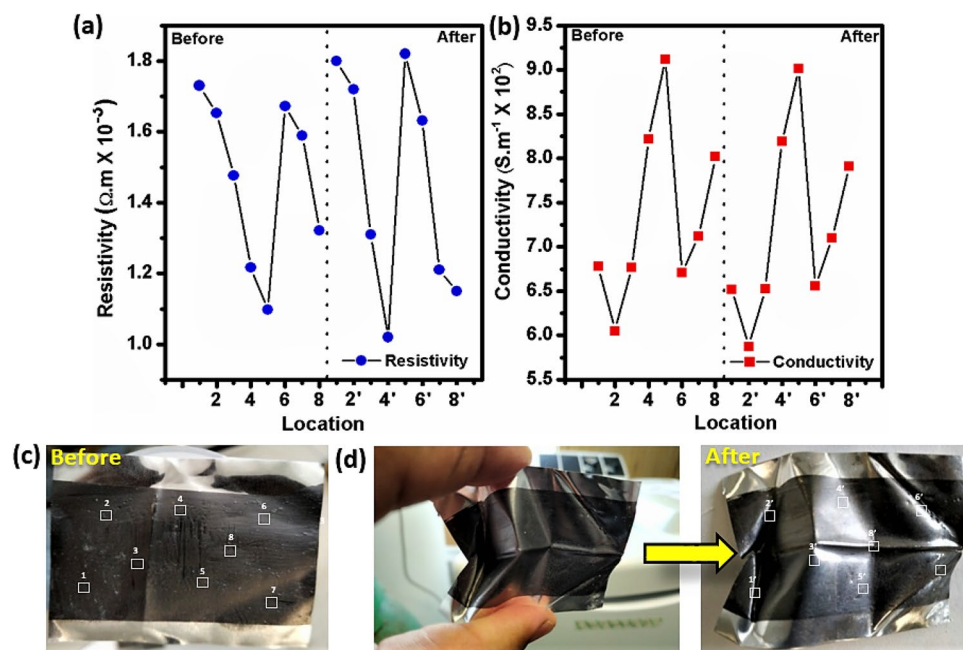 (a)
Before
After
Resistivity (Ω.m X 10⁻³)
1.8
1.6
1.4
1.2
1.0
Resistivity
2 4 6 8 2' 4' 6' 8'
Location
(b)
Before
After
Conductivity (S.m⁻¹ X 10²)
9.5
9.0
8.5
8.0
7.5
7.0
6.5
6.0
5.5
Conductivity
2 4 6 8 2' 4' 6' 8'
Location
(c)
Before
2
4
6
8
3
1
5
7
(d)
After
2'
4'
6'
8'
3'
7'
1'
5'